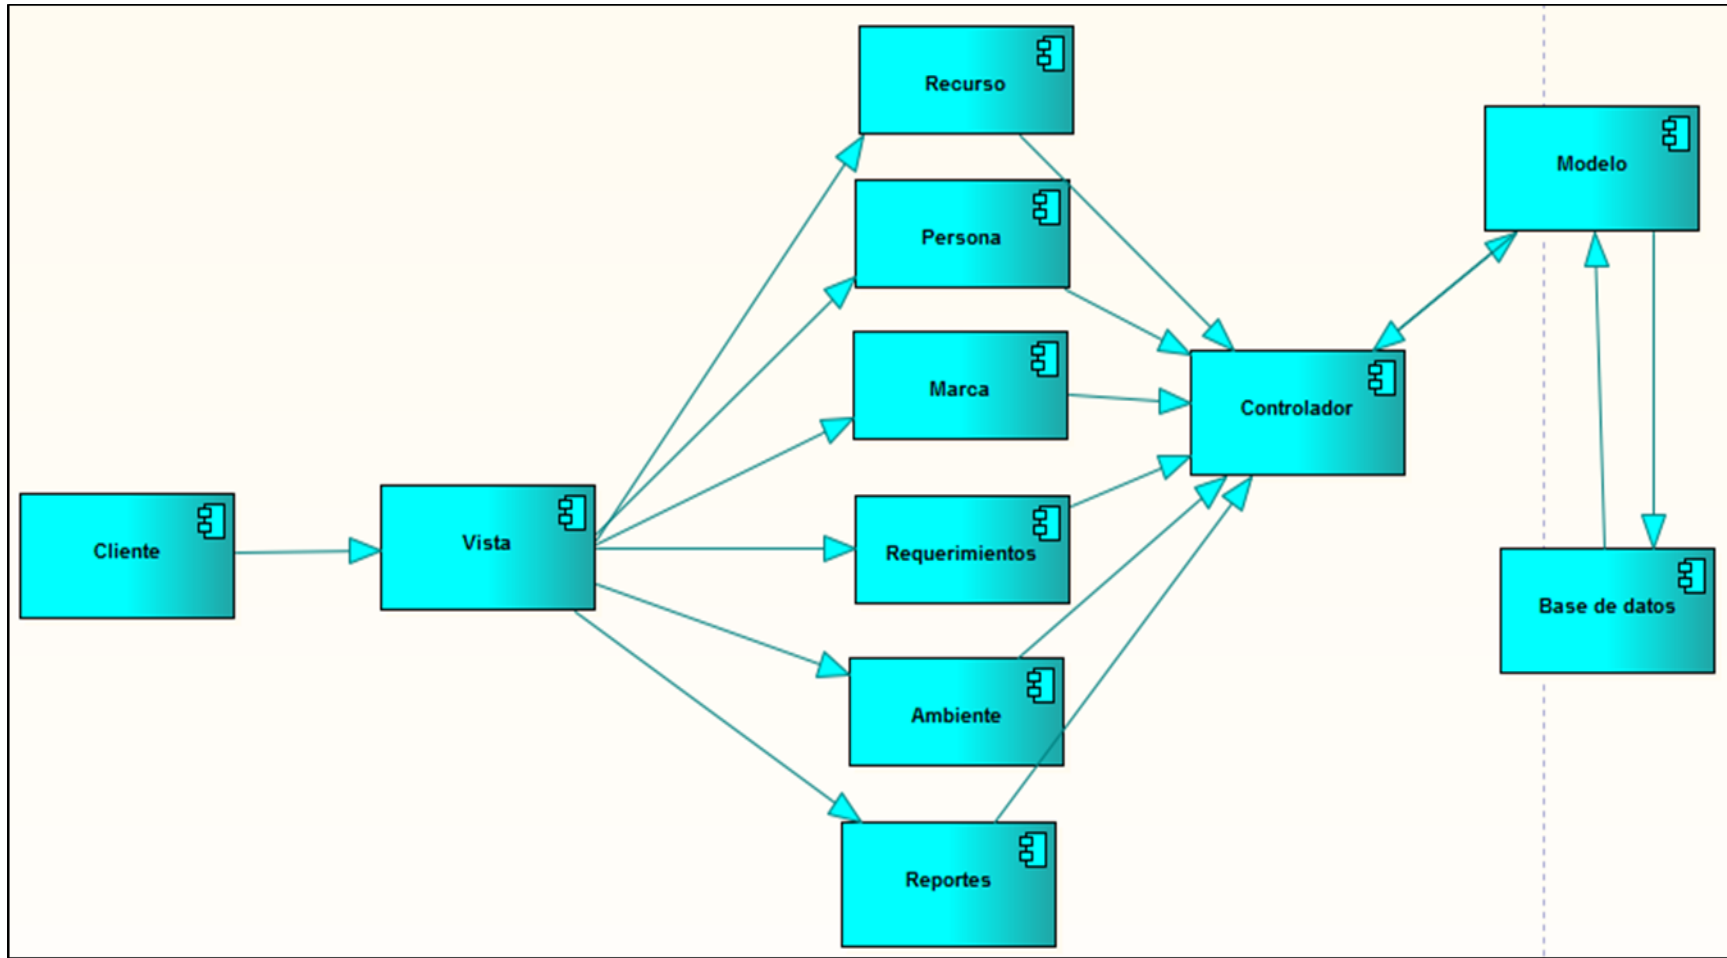 Recurso
Modelo
Persona
Marca
Controlador
Cliente
Vista
Requerimientos
Base de datos
Ambiente
Reportes